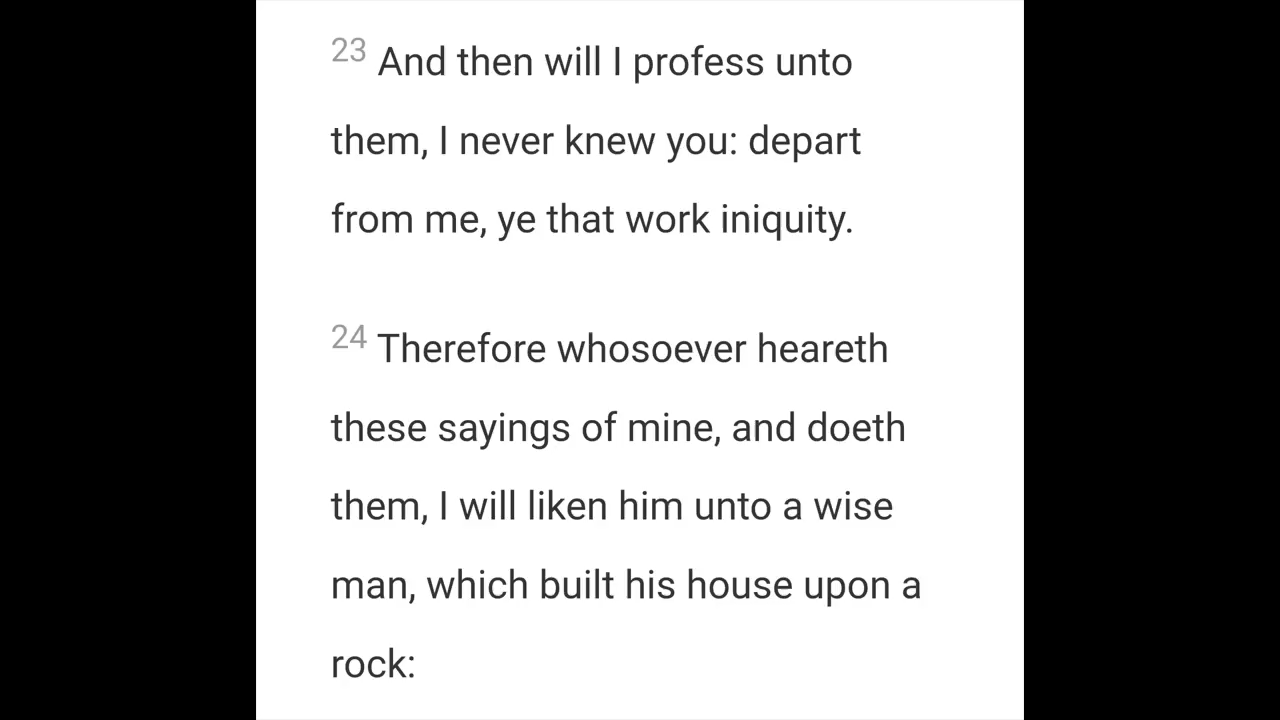 23 And then will I profess unto
them, I never knew you: depart
from me, ye that work iniquity.
24 Therefore whosoever heareth
these sayings of mine, and doeth
them, I will liken him unto a wise
man, which built his house upon a
rock: